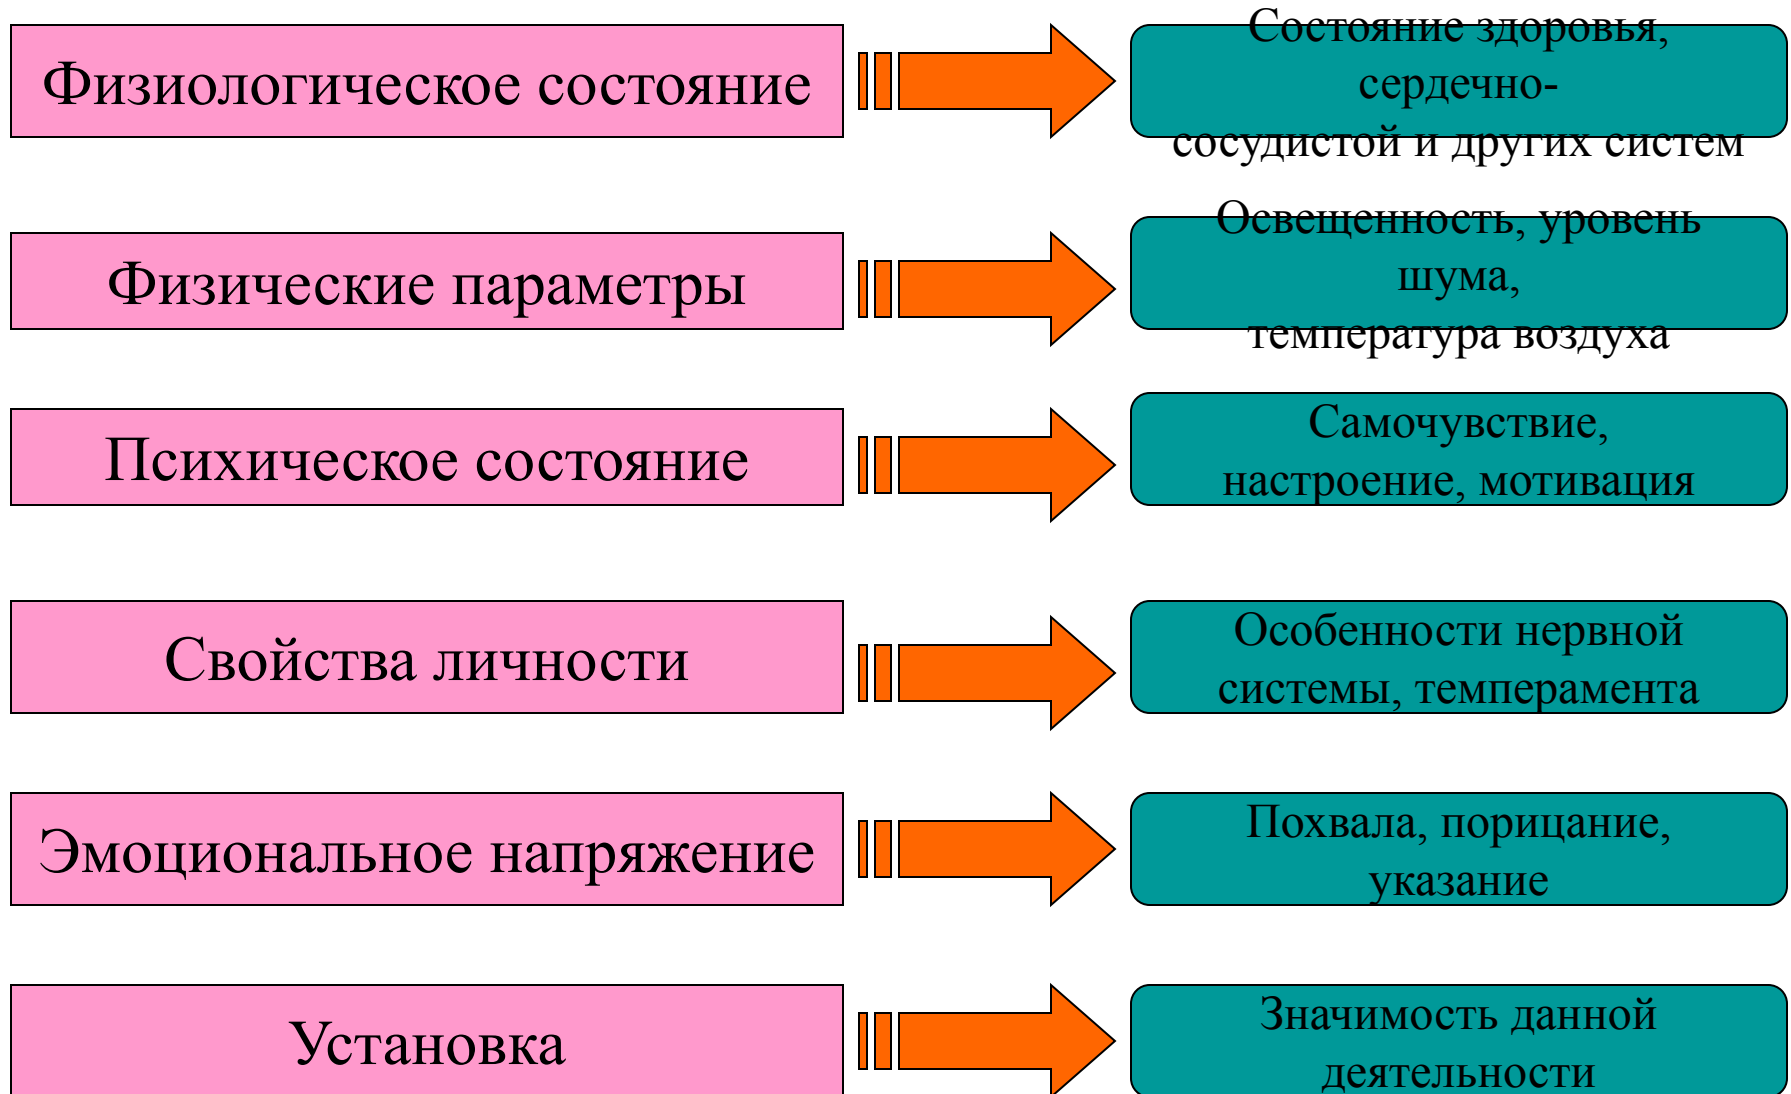 Физиологическое состояние
Состояние здоровья,
сердечно-
сосудистой и других систем
Физические параметры
Освещенность, уровень
шума,
температура воздуха
Психическое состояние
Самочувствие,
настроение, мотивация
Свойства личности
Особенности нервной
системы, темперамента
Эмоциональное напряжение
Похвала, порицание,
указание
Установка
Значимость данной
деятельности